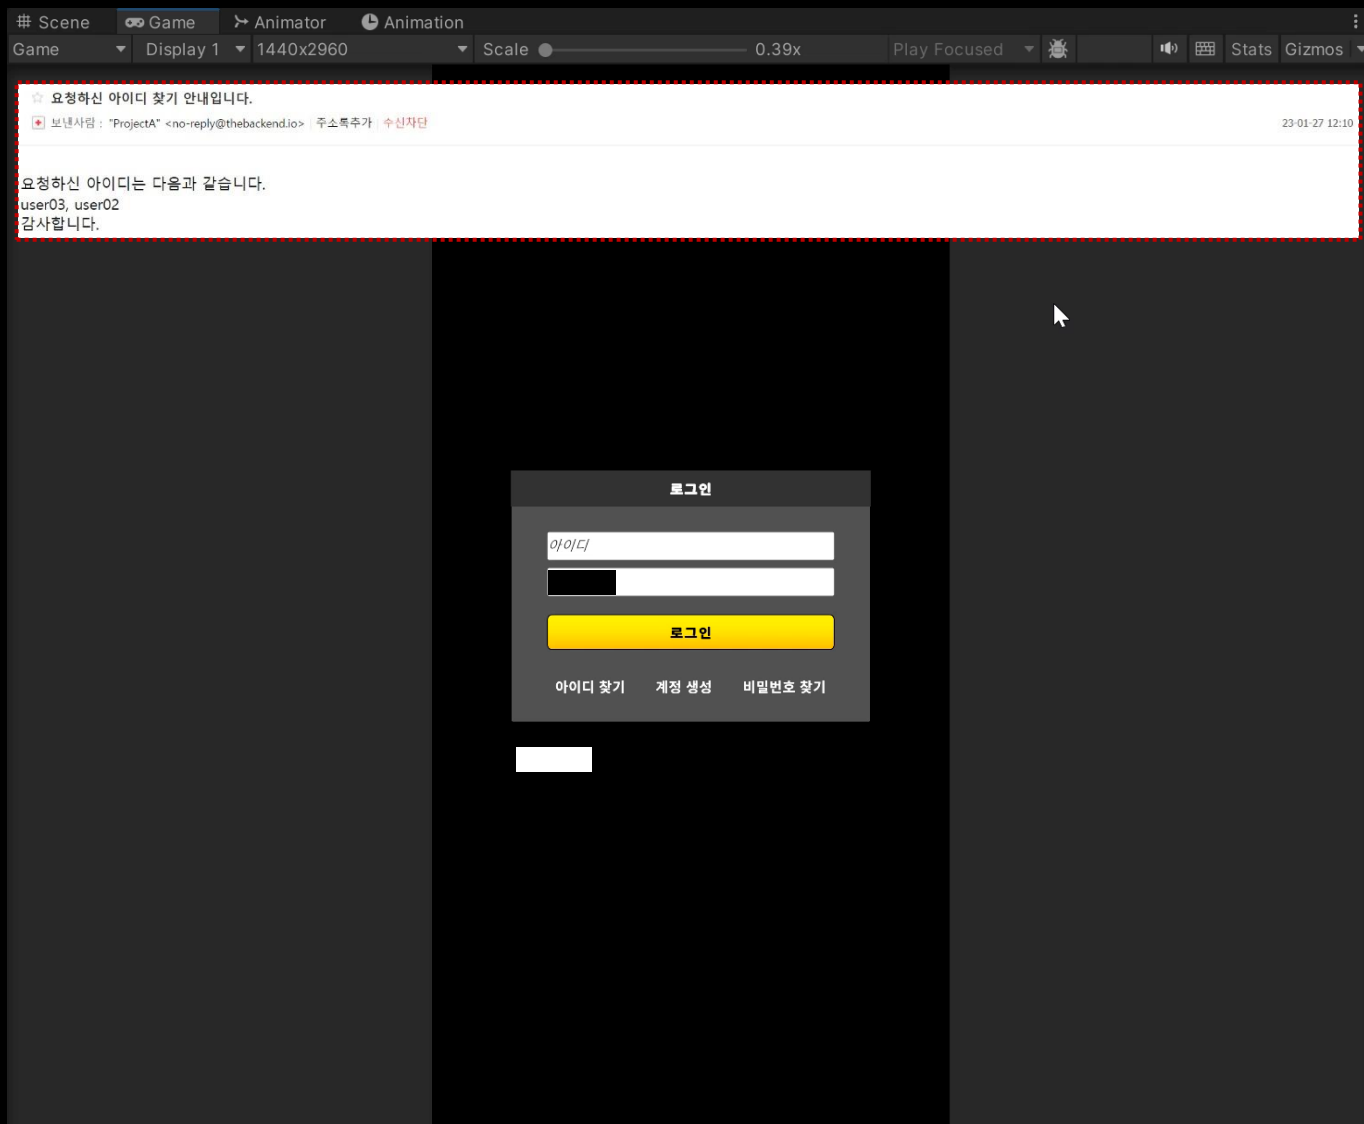 Scene Game Animator Animation
Game Display 1 1440x2960 Scale 0.39x Play Focused Stats Gizmos
요청하신 아이디 찾기 안내입니다.
보낸사람 : "ProjectA" <no-reply@thebackend.io> 주소록추가 수신차단 23-01-27 12:10
요청하신 아이디는 다음과 같습니다.
user03, user02
감사합니다.
로그인
아이디
로그인
아이디 찾기 계정 생성 비밀번호 찾기